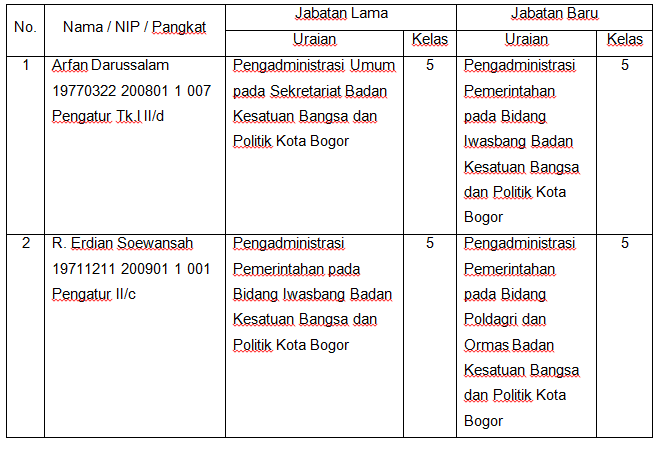 No.
Nama / NIP / Pangkat
Jabatan Lama
Jabatan Baru
Uraian
Kelas
Uraian
Kelas
1
Arfan Darussalam
19770322 200801 1 007
Pengatur Tk.I II/d
Pengadministrasi Umum
pada Sekretariat Badan
Kesatuan Bangsa dan
Politik Kota Bogor
5
Pengadministrasi
Pemerintahan
pada Bidang
Iwasbang Badan
Kesatuan Bangsa
dan Politik Kota
Bogor
5
2
R. Erdian Soewansah
19711211 200901 1 001
Pengatur II/c
Pengadministrasi
Pemerintahan pada
Bidang Iwasbang Badan
Kesatuan Bangsa dan
Politik Kota Bogor
5
Pengadministrasi
Pemerintahan
pada Bidang
Poldagri dan
Ormas Badan
Kesatuan Bangsa
dan Politik Kota
Bogor
5